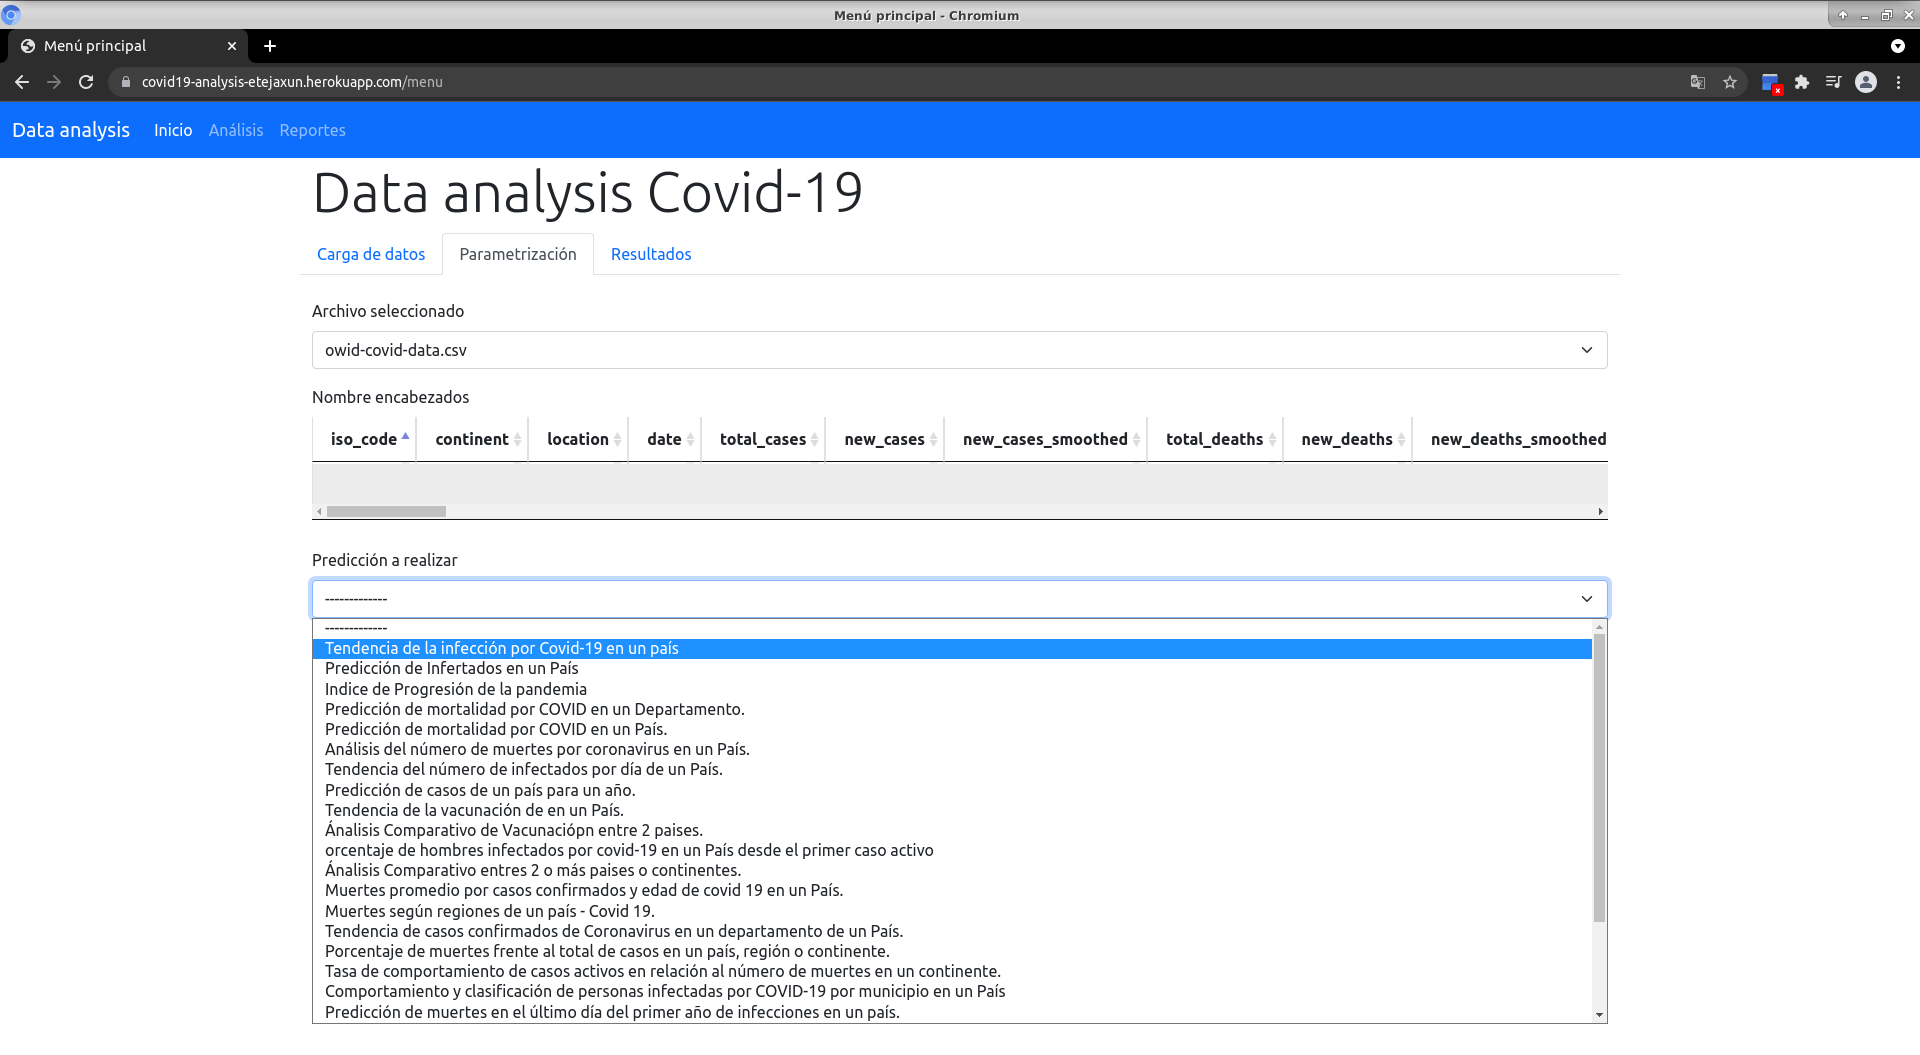 Menú principal - Chromium
Menú principal
covid19-analysis-etejaxun.herokuapp.com/menu
Data analysis Inicio Análisis Reportes
Data analysis Covid-19
Carga de datos Parametrización Resultados
Archivo seleccionado
owid-covid-data.csv
Nombre encabezados
iso_code continent location date total_cases new_cases new_cases_smoothed total_deaths new_deaths new_deaths_smoothed
Predicción a realizar
-------------
-------------
Tendencia de la infección por Covid-19 en un país
Predicción de Infertados en un País
Indice de Progresión de la pandemia
Predicción de mortalidad por COVID en un Departamento.
Predicción de mortalidad por COVID en un País.
Análisis del número de muertes por coronavirus en un País.
Tendencia del número de infectados por día de un País.
Predicción de casos de un país para un año.
Tendencia de la vacunación de en un País.
Ánalisis Comparativo de Vacunaciópn entre 2 paises.
orcentaje de hombres infectados por covid-19 en un País desde el primer caso activo
Ánalisis Comparativo entres 2 o más paises o continentes.
Muertes promedio por casos confirmados y edad de covid 19 en un País.
Muertes según regiones de un país - Covid 19.
Tendencia de casos confirmados de Coronavirus en un departamento de un País.
Porcentaje de muertes frente al total de casos en un país, región o continente.
Tasa de comportamiento de casos activos en relación al número de muertes en un continente.
Comportamiento y clasificación de personas infectadas por COVID-19 por municipio en un País
Predicción de muertes en el último día del primer año de infecciones en un país.